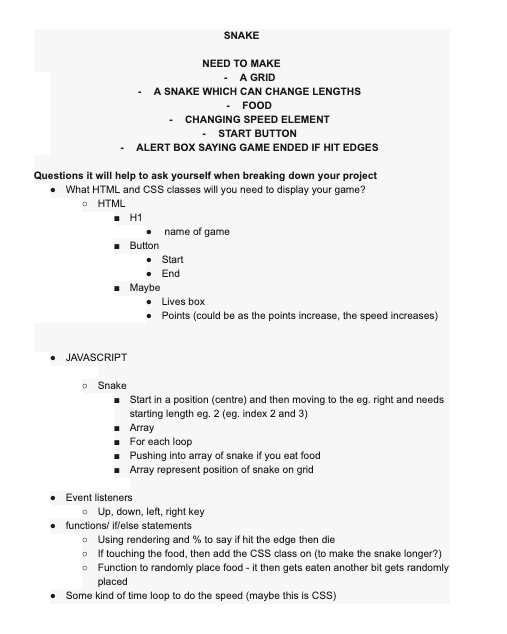 SNAKE
NEED TO MAKE
- A GRID
- A SNAKE WHICH CAN CHANGE LENGTHS
- FOOD
- CHANGING SPEED ELEMENT
- START BUTTON
- ALERT BOX SAYING GAME ENDED IF HIT EDGES
Questions it will help to ask yourself when breaking down your project
● What HTML and CSS classes will you need to display your game?
○ HTML
■ H1
● name of game
■ Button
● Start
● End
■ Maybe
● Lives box
● Points (could be as the points increase, the speed increases)
● JAVASCRIPT
○ Snake
■ Start in a position (centre) and then moving to the eg. right and needs
starting length eg. 2 (eg. index 2 and 3)
■ Array
■ For each loop
■ Pushing into array of snake if you eat food
■ Array represent position of snake on grid
● Event listeners
○ Up, down, left, right key
● functions/ if/else statements
○ Using rendering and % to say if hit the edge then die
○ If touching the food, then add the CSS class on (to make the snake longer?)
○ Function to randomly place food - it then gets eaten another bit gets randomly
placed
● Some kind of time loop to do the speed (maybe this is CSS)